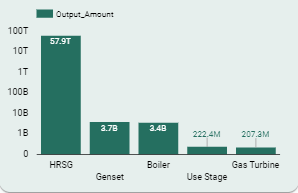 Output_Amount
100T
10T
1T
100B
10B
1B
0
57.9T
3.7B
3.4B
222.4M
207.3M
HRSG
Genset
Boiler
Use Stage
Gas Turbine